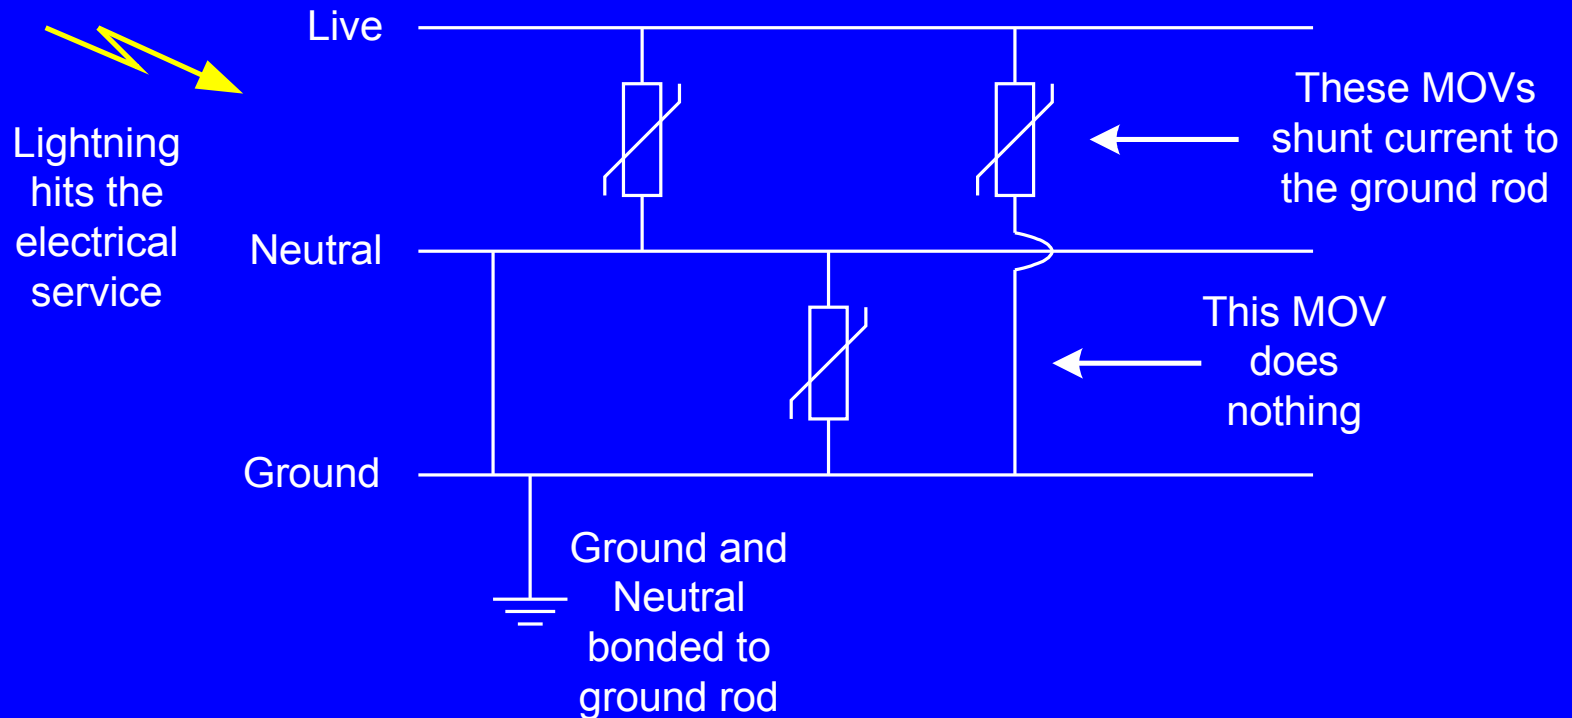 Live
Lightning
hits the
electrical
service
These MOVs
shunt current to
the ground rod
Neutral
This MOV
does
nothing
Ground
Ground and
Neutral
bonded to
ground rod